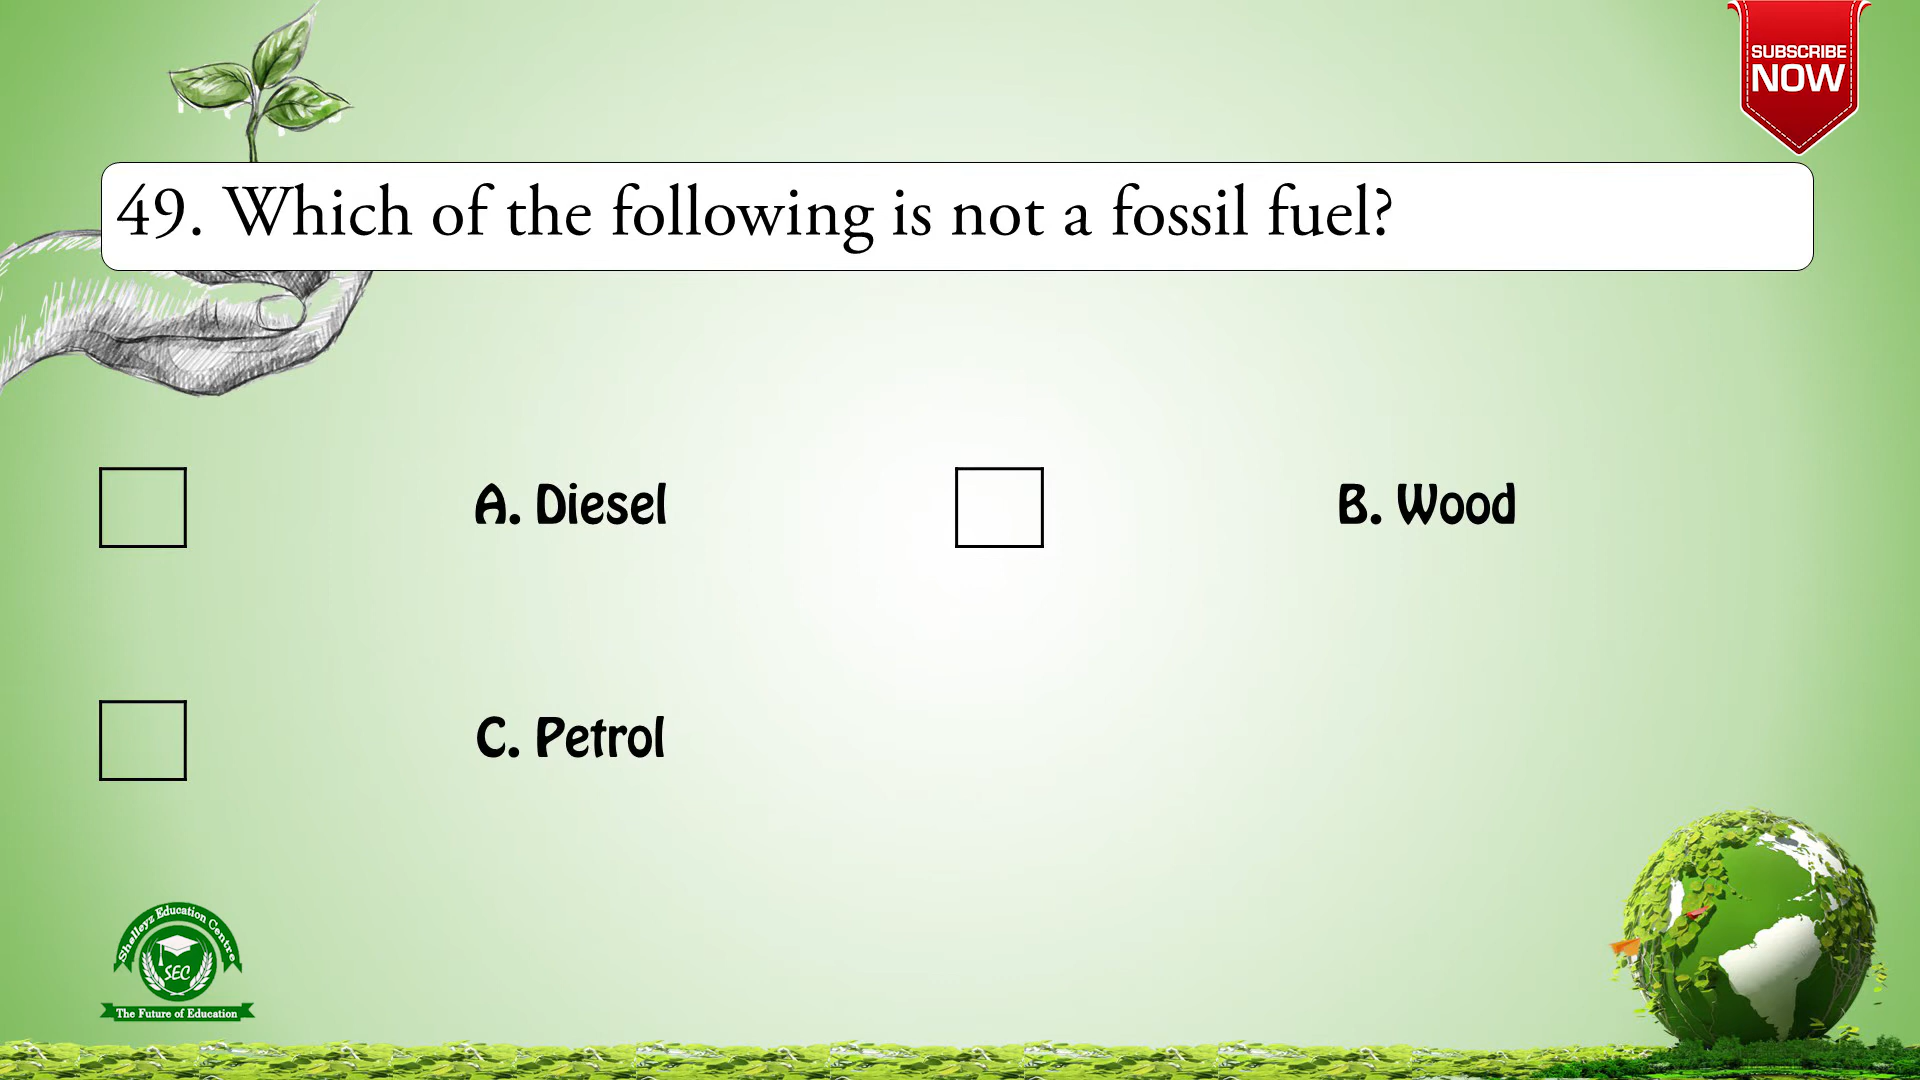 SUBSCRIBE
NOW
49. Which of the following is not a fossil fuel?
A. Diesel
B. Wood
C. Petrol
Shelleyz Education Centre
SEC
The Future of Education